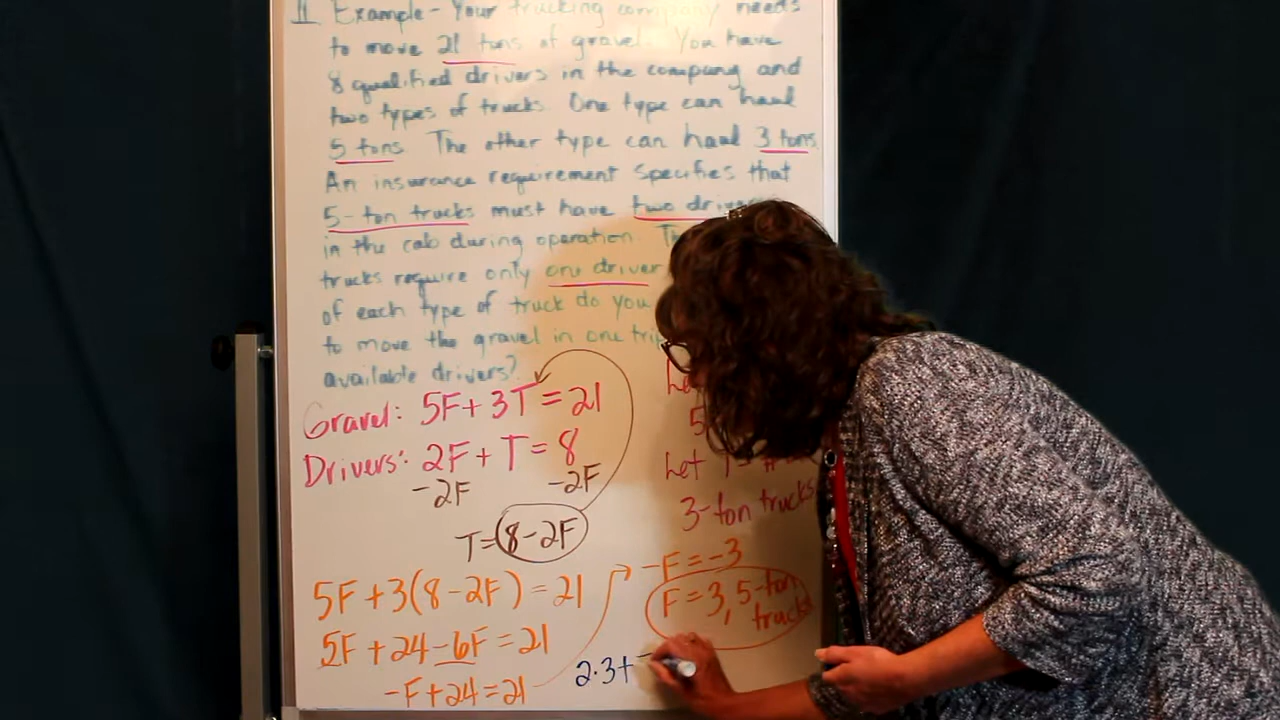 II Example - Your trucking company needs
to move 21 tons of gravel. You have
8 qualified drivers in the company and
two types of trucks. One type can haul
5 tons. The other type can haul 3 tons.
An insurance requirement specifies that
5-ton trucks must have two
in the cab during operation.
trucks require only one driver
of each type of truck do you
to move the gravel in one trip
available drivers?
Gravel: 5F + 3T = 21
Drivers: 2F + T = 8
-2F -2F
T = 8-2F
5F + 3(8-2F) = 21
5F + 24 - 6F = 21
-F + 24 = 21
Let T =
3-ton trucks
-F = -3
F = 3, 5-ton
trucks
2·3+